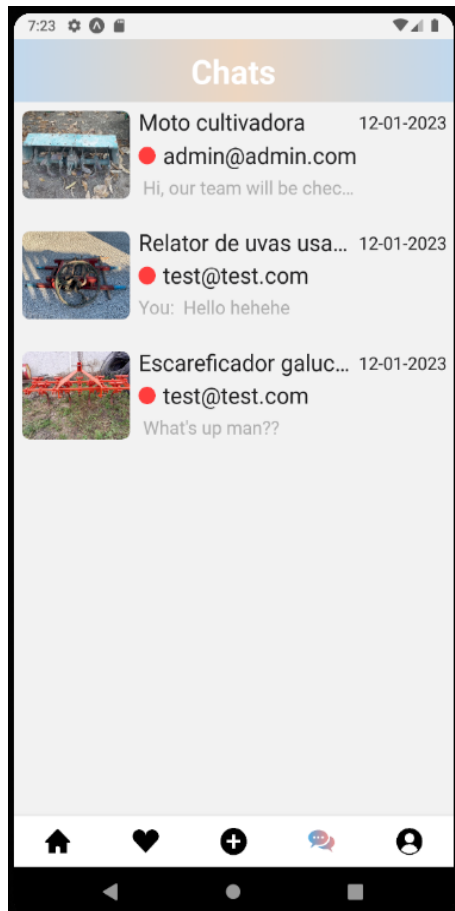 7:23
Chats
Moto cultivadora 12-01-2023
admin@admin.com
Hi, our team will be chec...
Relator de uvas usa... 12-01-2023
test@test.com
You: Hello hehehe
Escareficador galuc... 12-01-2023
test@test.com
What's up man??